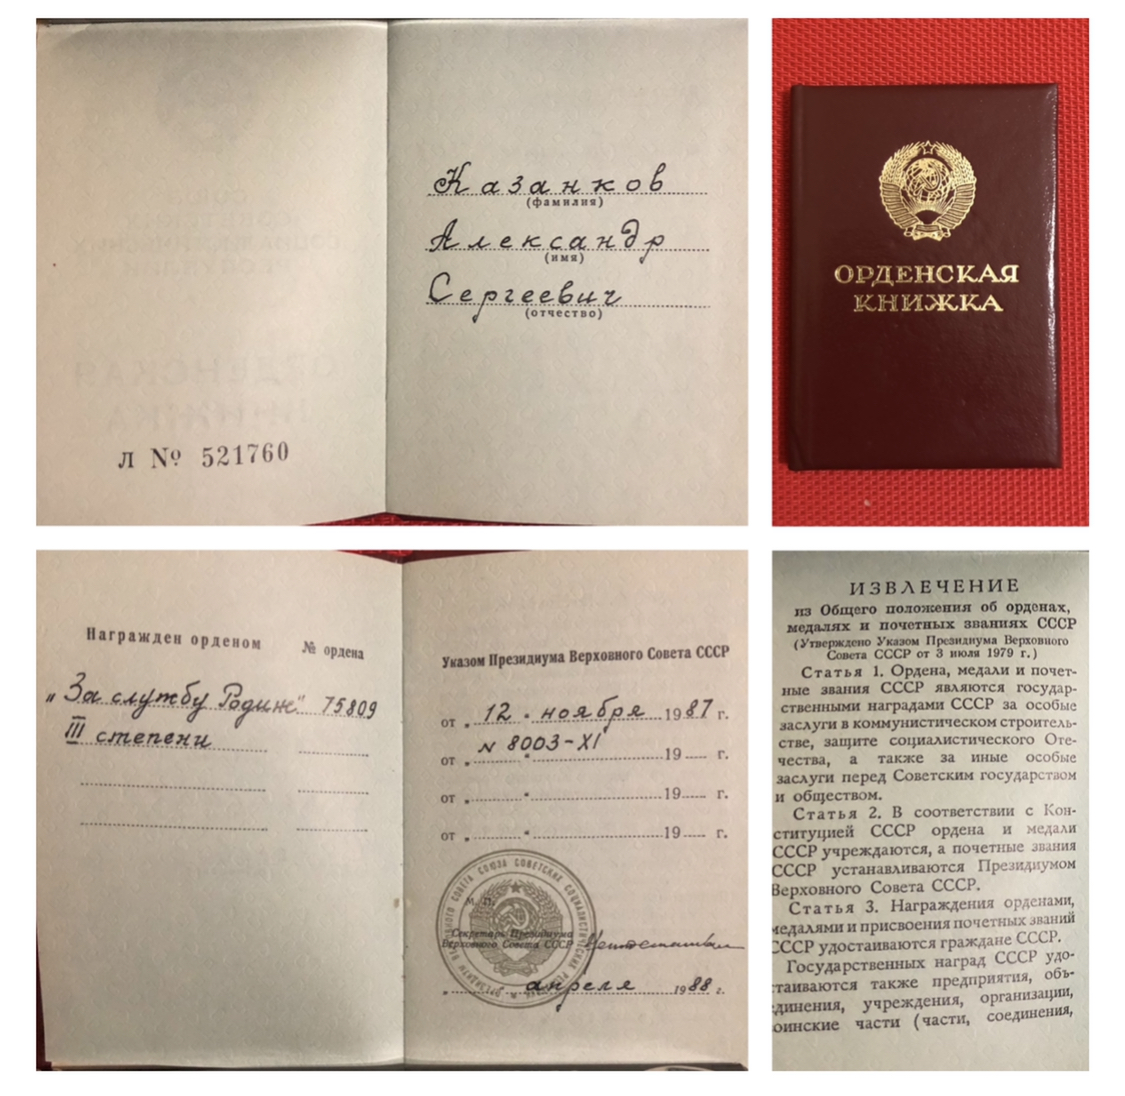 Казанков
(фамилия)
Александр
(имя)
Сергеевич
(отчество)
Л № 521760
ОРДЕНСКАЯ
КНИЖКА
Награжден орденом № ордена
„За службу Родине" 75809
III степени
Указом Президиума Верховного Совета СССР
от „ 12 " ноября 1987 г.
N 8003-XI
от „ " 19 г.
от „ " 19 г.
от „ " 19 г.
М. П.
Секретарь Президиума
Верховного Совета СССР
„ " апреля 1988 г.
ИЗВЛЕЧЕНИЕ
из Общего положения об орденах,
медалях и почетных званиях СССР
(Утверждено Указом Президиума Верховного
Совета СССР от 3 июля 1979 г.)
Статья 1. Ордена, медали и почет-
ные звания СССР являются государ-
ственными наградами СССР за особые
заслуги в коммунистическом строитель-
стве, защите социалистического Оте-
чества, а также за иные особые
заслуги перед Советским государством
и обществом.
Статья 2. В соответствии с Кон-
ституцией СССР ордена и медали
СССР учреждаются, а почетные звания
СССР устанавливаются Президиумом
Верховного Совета СССР.
Статья 3. Награждения орденами,
медалями и присвоения почетных званий
СССР удостаиваются граждане СССР.
Государственных наград СССР удо-
стаиваются также предприятия, объ-
единения, учреждения, организации,
воинские части (части, соединения,